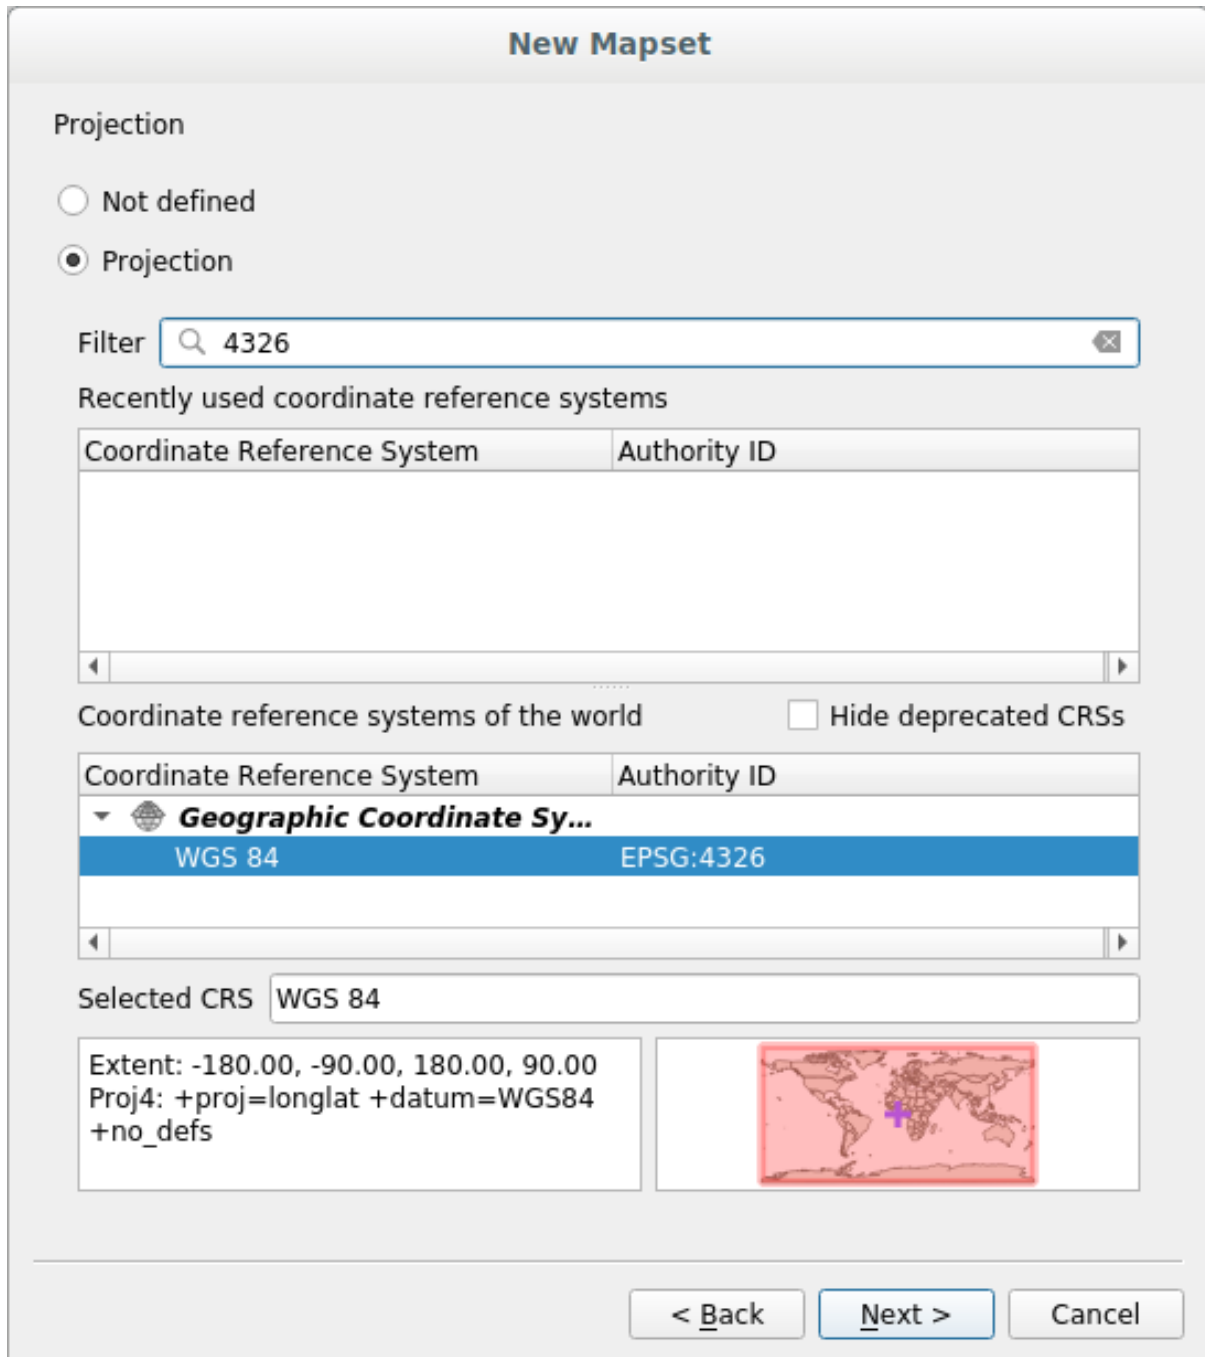 New Mapset
Projection
Not defined
Projection
Filter 4326
Recently used coordinate reference systems
Coordinate Reference System Authority ID
Coordinate reference systems of the world Hide deprecated CRSs
Coordinate Reference System Authority ID
Geographic Coordinate Sy...
WGS 84 EPSG:4326
Selected CRS WGS 84
Extent: -180.00, -90.00, 180.00, 90.00
Proj4: +proj=longlat +datum=WGS84
+no_defs
< Back Next > Cancel